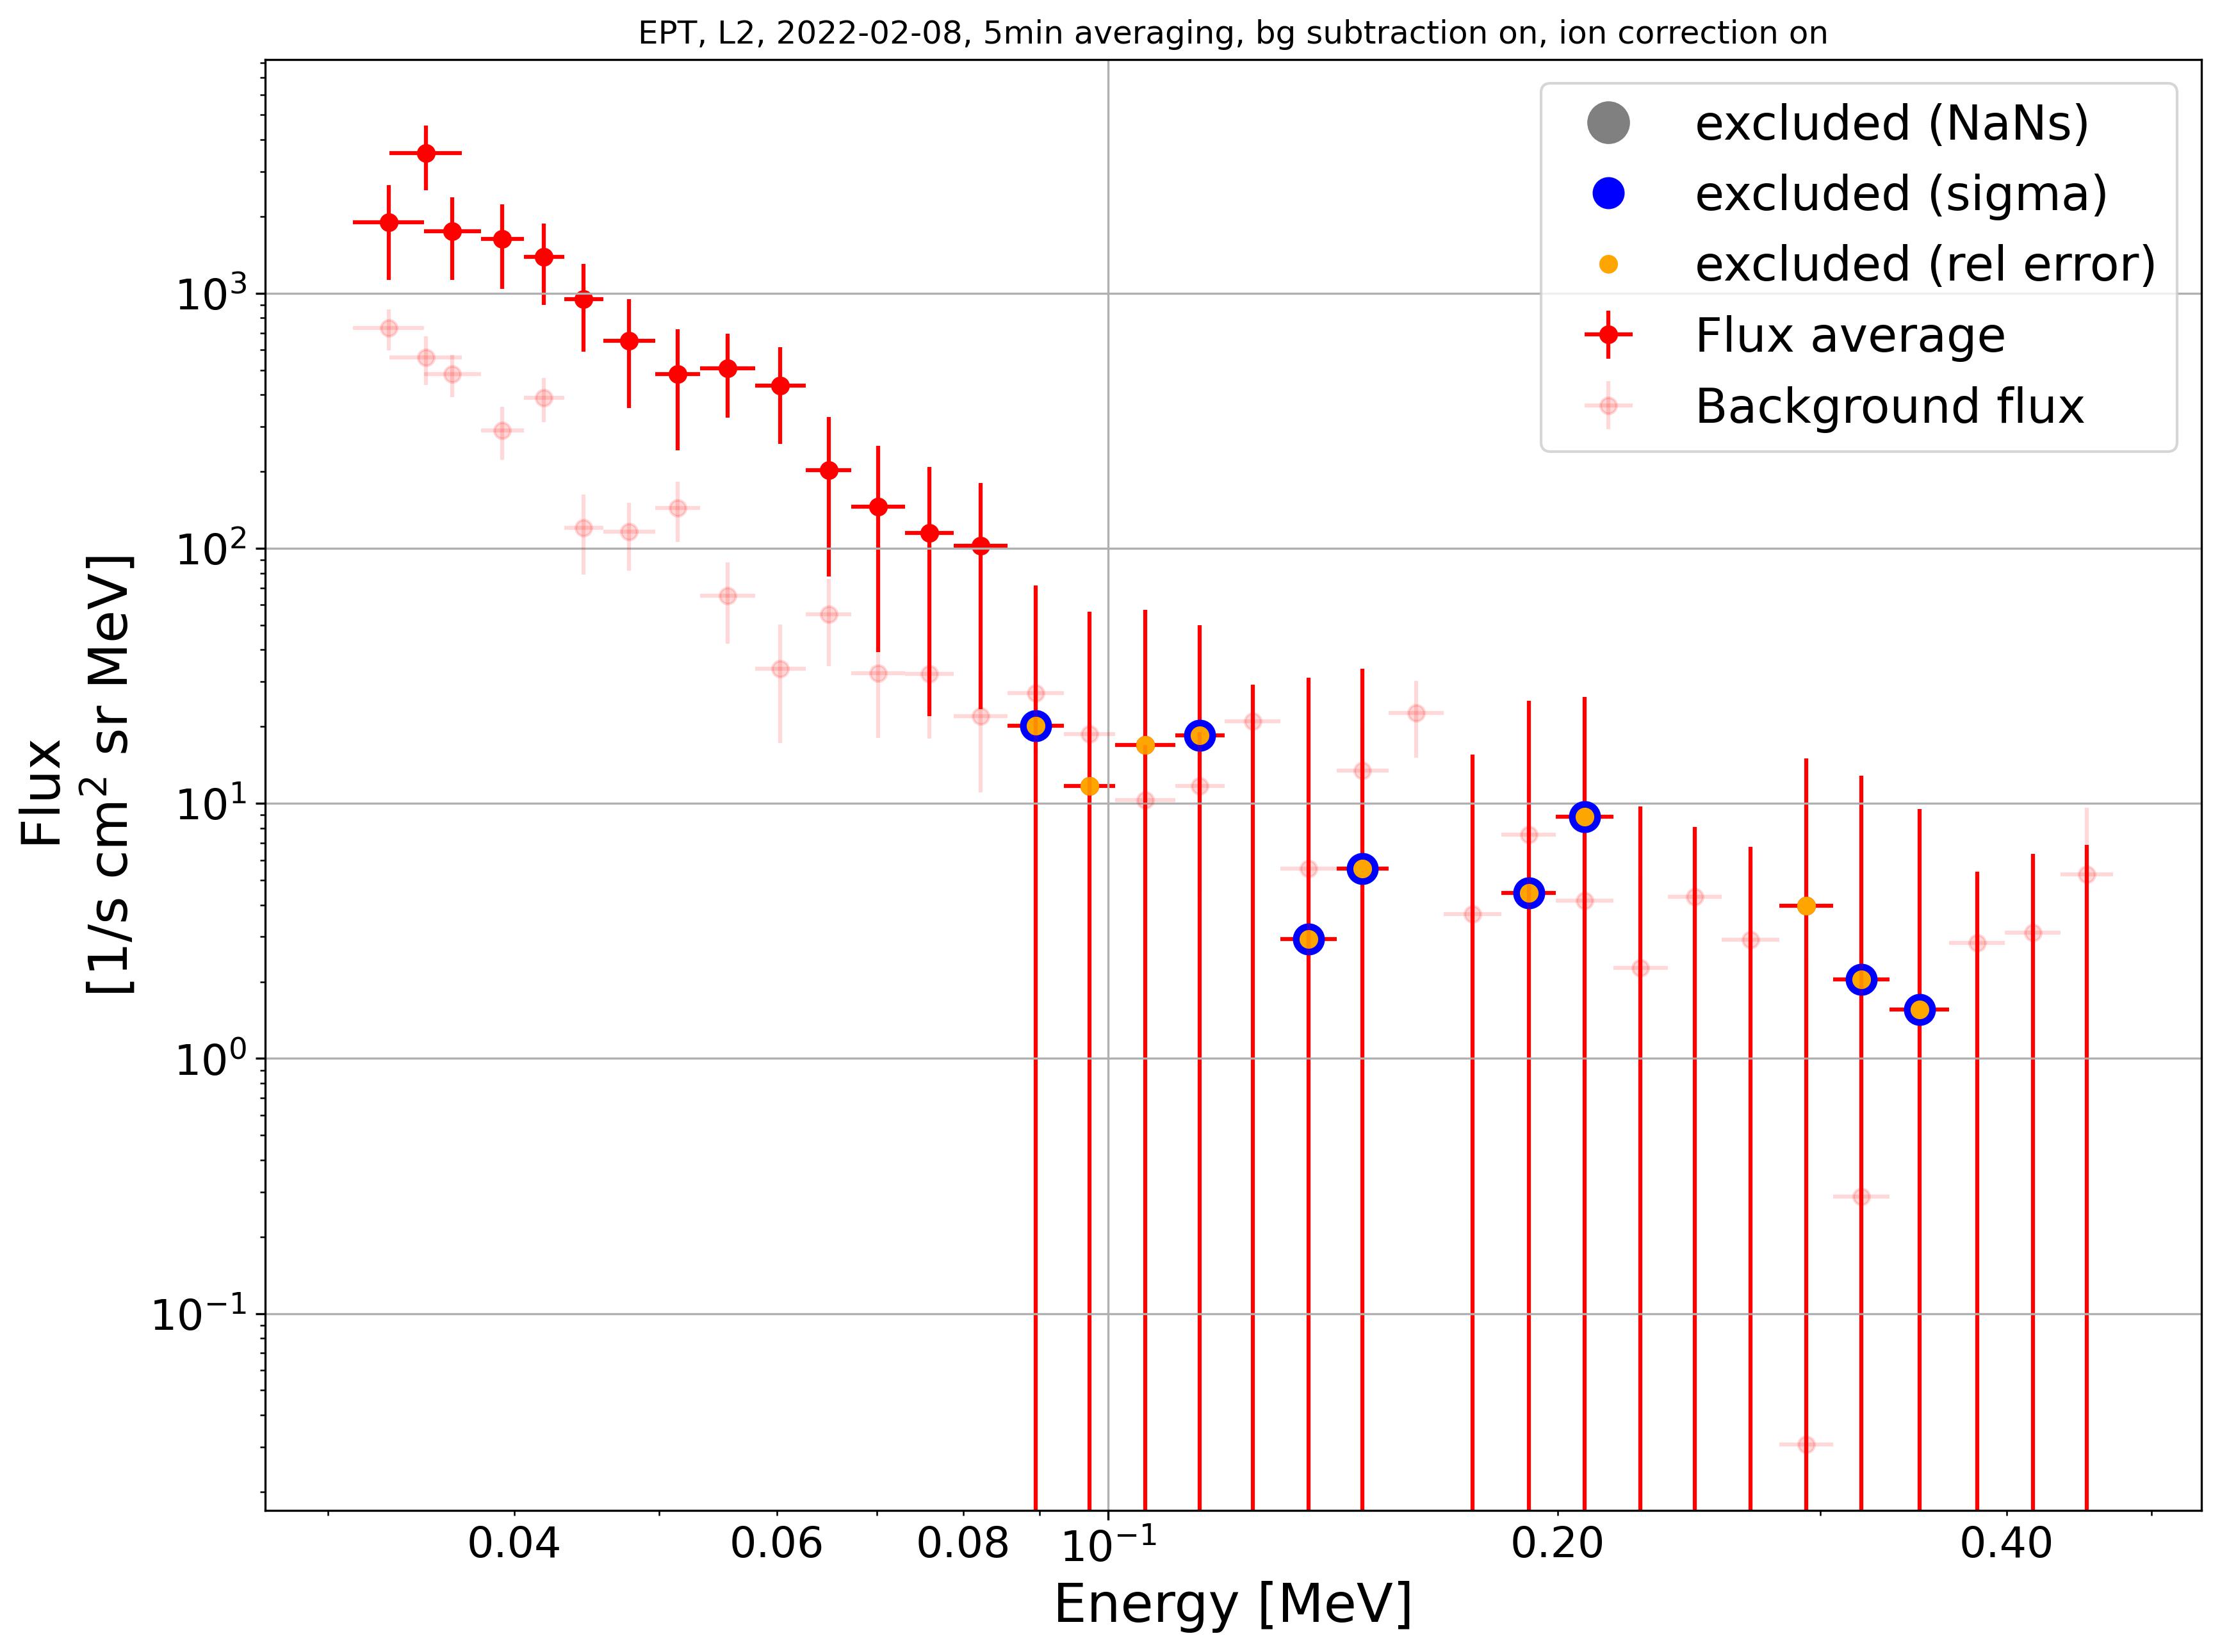 EPT, L2, 2022-02-08, 5min averaging, bg subtraction on, ion correction on
excluded (NaNs)
excluded (sigma)
excluded (rel error)
Flux average
Background flux
Flux
[1/s cm² sr MeV]
10³
10²
10¹
10⁰
10⁻¹
0.04
0.06
0.08
10⁻¹
0.20
0.40
Energy [MeV]